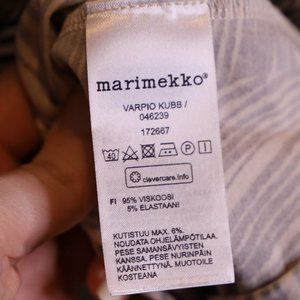 marimekko®
VARPIO KUBB /
046239
172667
40
P
clevercare.info
FI 95% VISKOOSI
5% ELASTAANI
KUTISTUU MAX. 6%.
NOUDATA OHJELÄMPÖTILAA.
PESE SAMANSÄVYISTEN
KANSSA. PESE NURINPÄIN
KÄÄNNETTYNÄ. MUOTOILE
KOSTEANA